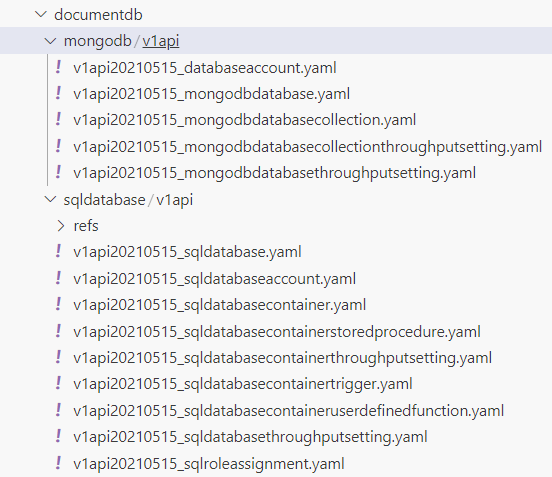 documentdb
mongodb / v1api
! v1api20210515_databaseaccount.yaml
! v1api20210515_mongodbdatabase.yaml
! v1api20210515_mongodbdatabasecollection.yaml
! v1api20210515_mongodbdatabasecollectionthroughputsetting.yaml
! v1api20210515_mongodbdatabasethroughputsetting.yaml
sqldatabase / v1api
refs
! v1api20210515_sqldatabase.yaml
! v1api20210515_sqldatabaseaccount.yaml
! v1api20210515_sqldatabasecontainer.yaml
! v1api20210515_sqldatabasecontainerstoredprocedure.yaml
! v1api20210515_sqldatabasecontainerthroughputsetting.yaml
! v1api20210515_sqldatabasecontainertrigger.yaml
! v1api20210515_sqldatabasecontaineruserdefinedfunction.yaml
! v1api20210515_sqldatabasethroughputsetting.yaml
! v1api20210515_sqlroleassignment.yaml